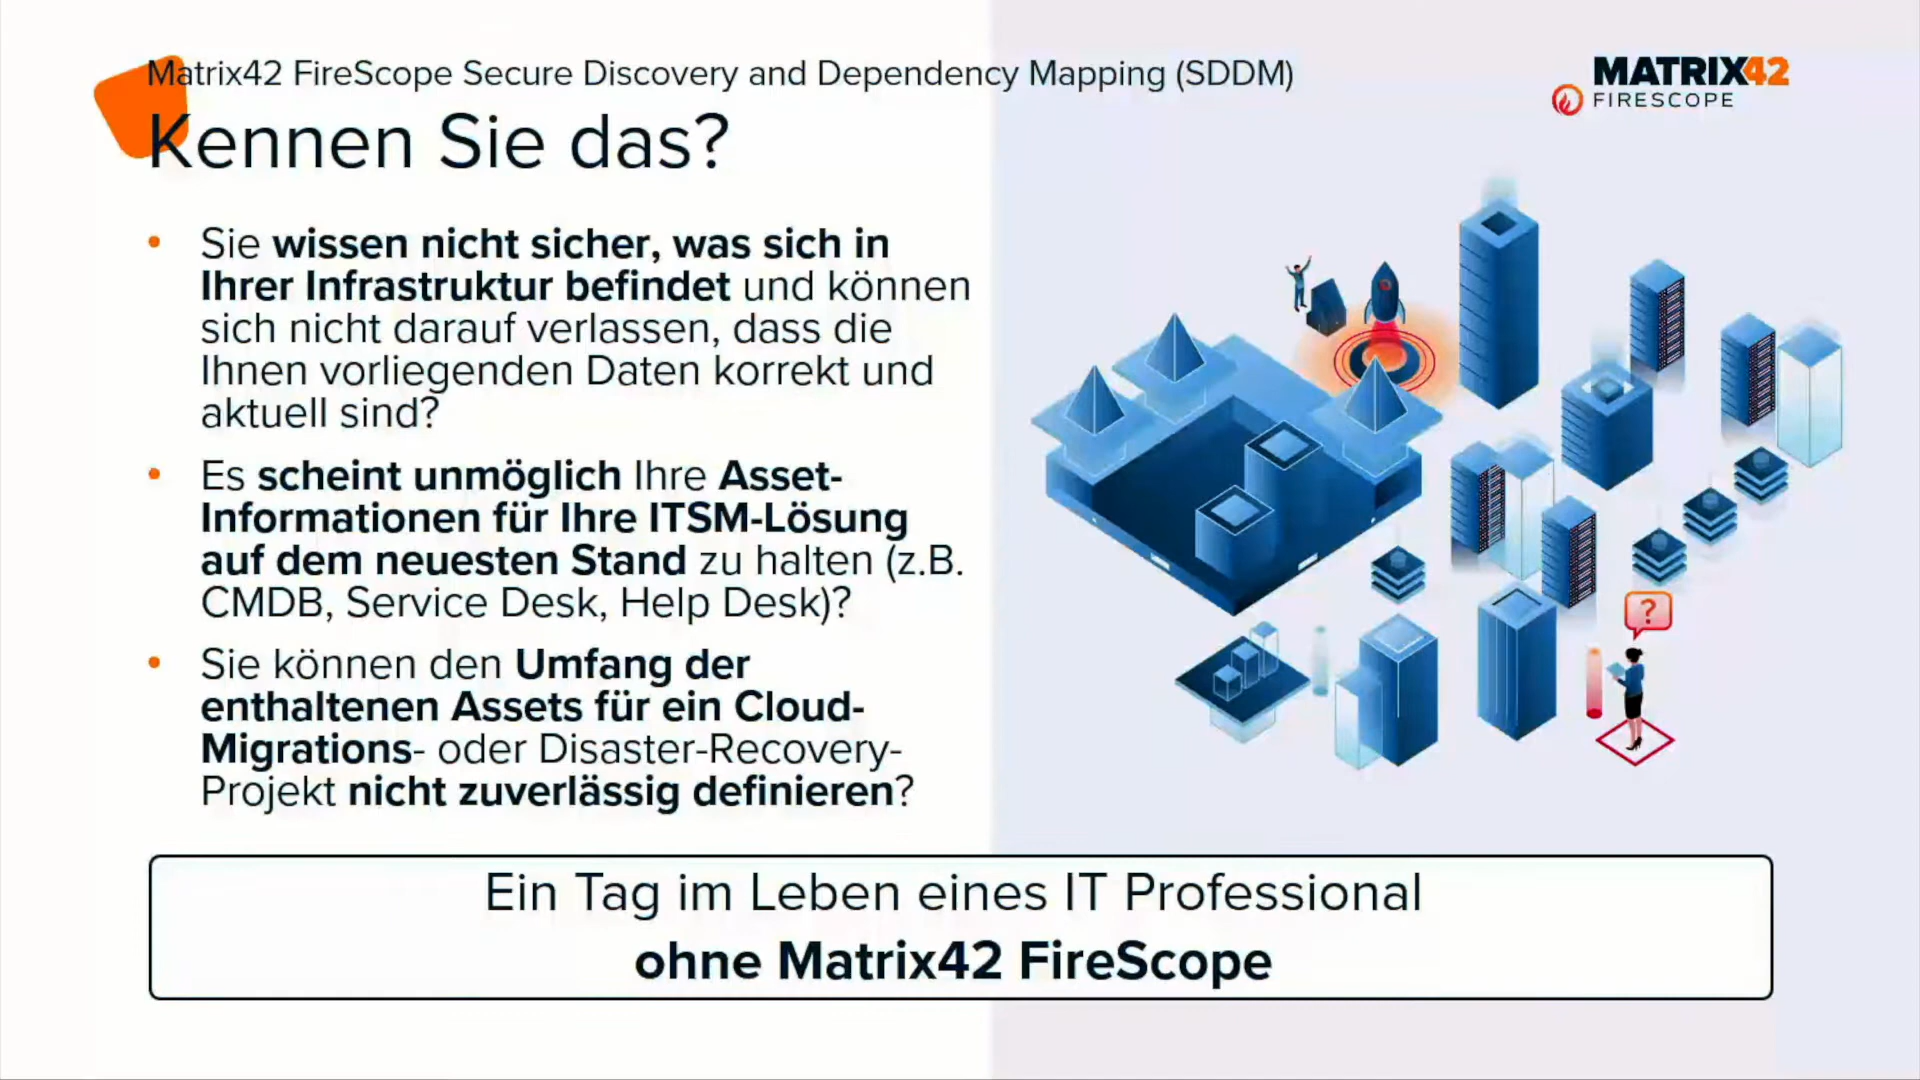 Matrix42 FireScope Secure Discovery and Dependency Mapping (SDDM)
MATRIX42
FIRESCOPE
Kennen Sie das?
• Sie wissen nicht sicher, was sich in
Ihrer Infrastruktur befindet und können
sich nicht darauf verlassen, dass die
Ihnen vorliegenden Daten korrekt und
aktuell sind?
• Es scheint unmöglich Ihre Asset-
Informationen für Ihre ITSM-Lösung
auf dem neuesten Stand zu halten (z.B.
CMDB, Service Desk, Help Desk)?
• Sie können den Umfang der
enthaltenen Assets für ein Cloud-
Migrations- oder Disaster-Recovery-
Projekt nicht zuverlässig definieren?
?
Ein Tag im Leben eines IT Professional
ohne Matrix42 FireScope